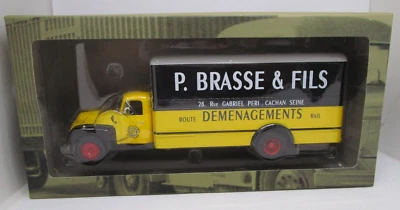 P. BRASSE & FILS
28, Rue GABRIEL PERI . CACHAN SEINE
ROUTE DEMENAGEMENTS RAIL